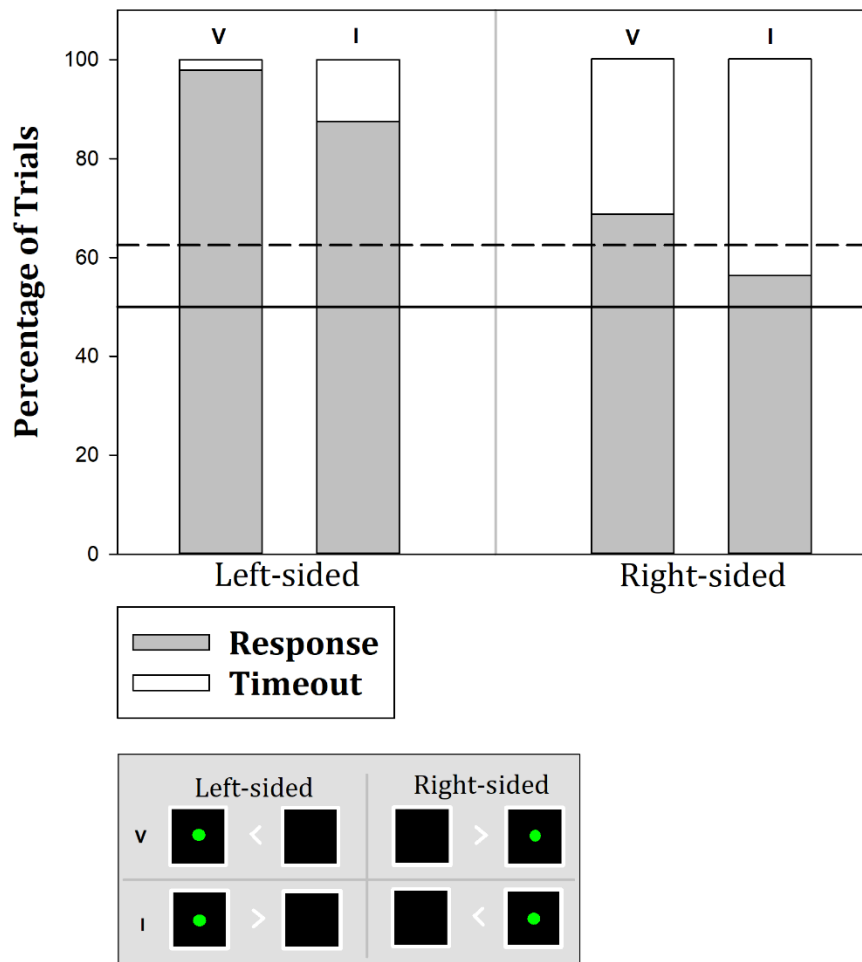 V I V I
100
80
60
40
20
0
Percentage of Trials
Left-sided Right-sided
Response
Timeout
Left-sided Right-sided
V < >
I > <